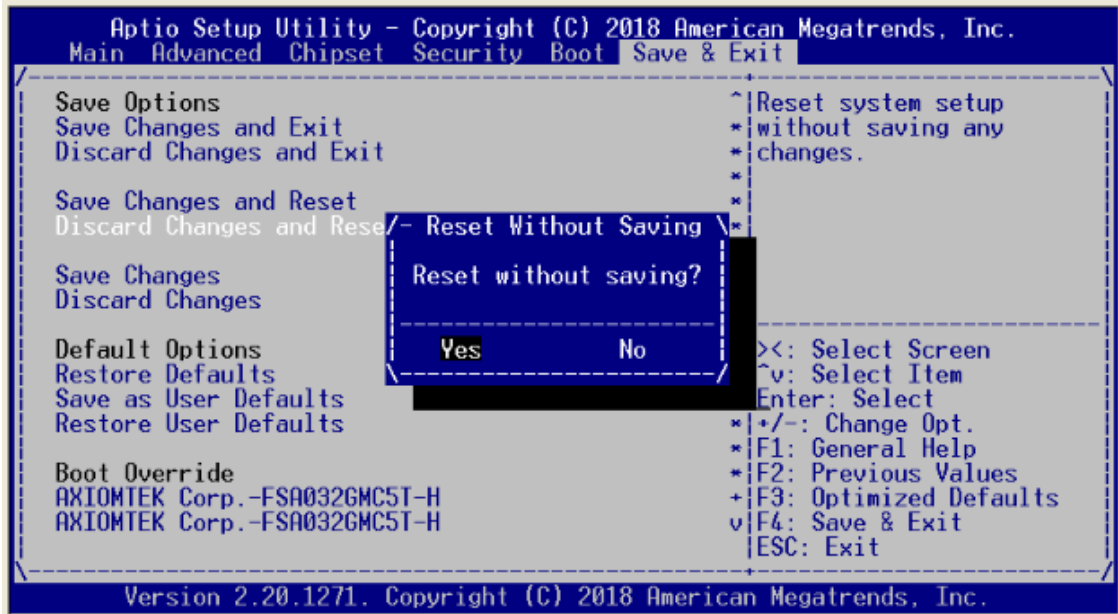 Aptio Setup Utility – Copyright (C) 2018 American Megatrends, Inc.
Main Advanced Chipset Security Boot Save & Exit
Save Options
Save Changes and Exit
Discard Changes and Exit
Save Changes and Reset
Discard Changes and Rese
Save Changes
Discard Changes
Default Options
Restore Defaults
Save as User Defaults
Restore User Defaults
Boot Override
AXIOMTEK Corp.-FSA032GMC5T-H
AXIOMTEK Corp.-FSA032GMC5T-H
Reset Without Saving
Reset without saving?
Yes No
Reset system setup
without saving any
changes.
><: Select Screen
^v: Select Item
Enter: Select
+/-: Change Opt.
F1: General Help
F2: Previous Values
F3: Optimized Defaults
F4: Save & Exit
ESC: Exit
Version 2.20.1271. Copyright (C) 2018 American Megatrends, Inc.